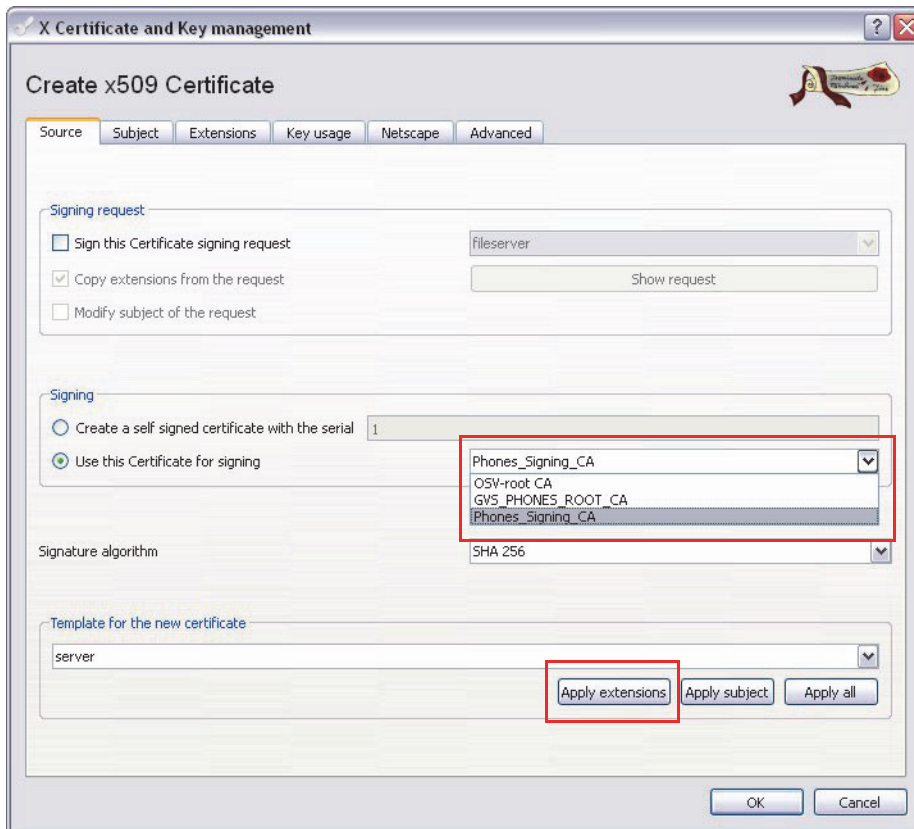 X Certificate and Key management
Create x509 Certificate
Source Subject Extensions Key usage Netscape Advanced
Signing request
Sign this Certificate signing request fileserver
Copy extensions from the request Show request
Modify subject of the request
Signing
Create a self signed certificate with the serial 1
Use this Certificate for signing Phones_Signing_CA
OSV-root CA
GVS_PHONES_ROOT_CA
Phones_Signing_CA
Signature algorithm SHA 256
Template for the new certificate
server
Apply extensions Apply subject Apply all
OK Cancel